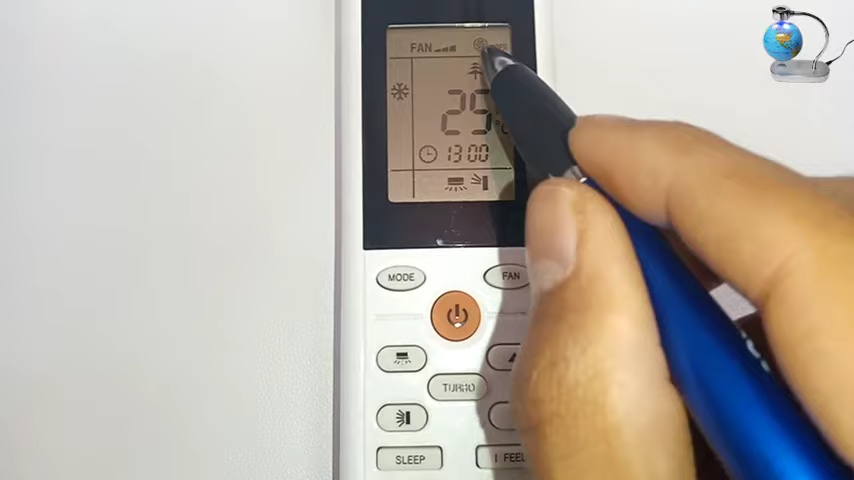 FAN
25 °C
13:00
MODE
FAN
TURBO
SLEEP
I FEEL